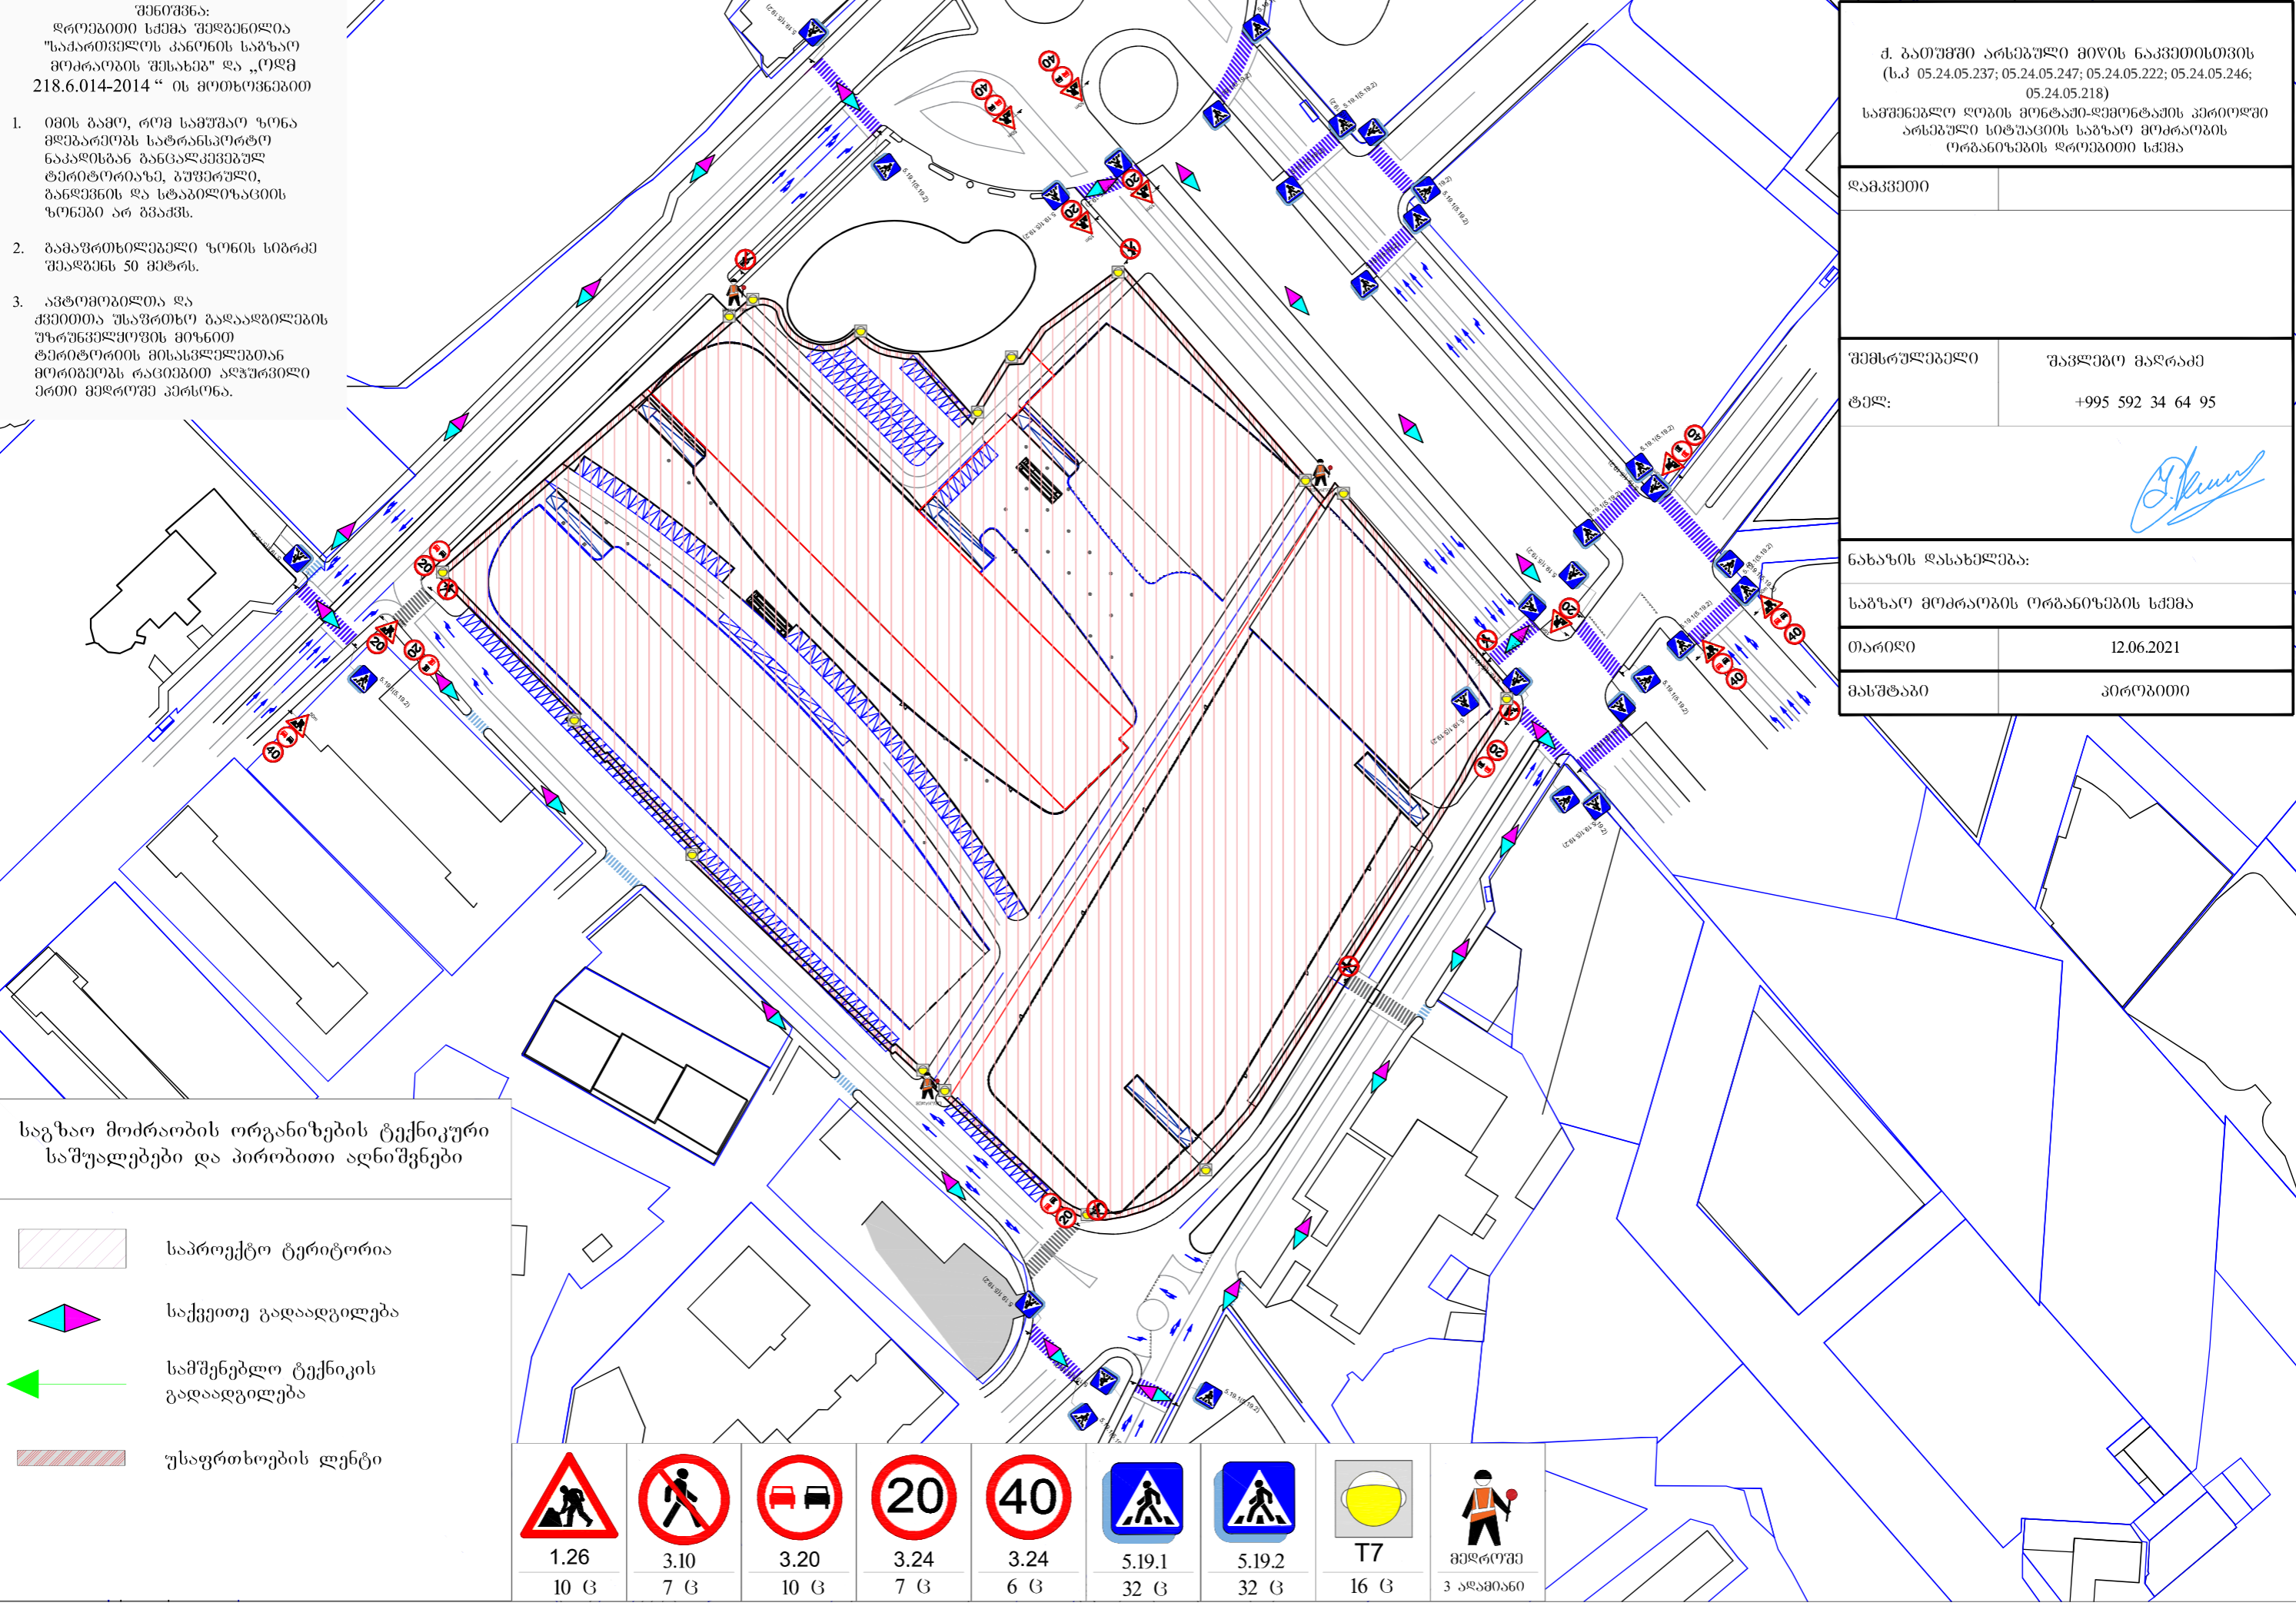 შენიშვნა:
დროებითი სქემა შედგენილია
"საქართველოს კანონის საგზაო
მოძრაობის შესახებ" და „ოდმ
218.6.014-2014 “ ის მოთხოვნებით
1. იმის გამო, რომ სამუშაო ზონა
მდებარეობს სატრანსპორტო
ნაკადისგან განცალკევებულ
ტერიტორიაზე, ბუფერული,
განდევნის და სტაბილიზაციის
ზონები არ გვაქვს.
2. გამაფრთხილებელი ზონის სიგრძე
შეადგენს 50 მეტრს.
3. ავტომობილთა და
ქვეითთა უსაფრთხო გადაადგილების
უზრუნველყოფის მიზნით
ტერიტორიის მისასვლელებთან
მორიგეობს რაციებით აღჭურვილი
ერთი მედროშე პერსონა.
ქ. ბათუმში არსებული მიწის ნაკვეთისთვის
(ს.კ 05.24.05.237; 05.24.05.247; 05.24.05.222; 05.24.05.246;
05.24.05.218)
სამშენებლო ღობის მონტაჟი-დემონტაჟის პერიოდში
არსებული სიტუაციის საგზაო მოძრაობის
ორგანიზების დროებითი სქემა
დამკვეთი
შემსრულებელი შავლეგო მაღრაძე
ტელ: +995 592 34 64 95
ნახაზის დასახელება:
საგზაო მოძრაობის ორგანიზების სქემა
თარიღი 12.06.2021
მასშტაბი პირობითი
საგზაო მოძრაობის ორგანიზების ტექნიკური
საშუალებები და პირობითი აღნიშვნები
საპროექტო ტერიტორია
საქვეითე გადაადგილება
სამშენებლო ტექნიკის
გადაადგილება
უსაფრთხოების ლენტი
20 40
1.26 3.10 3.20 3.24 3.24 5.19.1 5.19.2 T7 მედროშე
10 ც 7 ც 10 ც 7 ც 6 ც 32 ც 32 ც 16 ც 3 ადამიანი